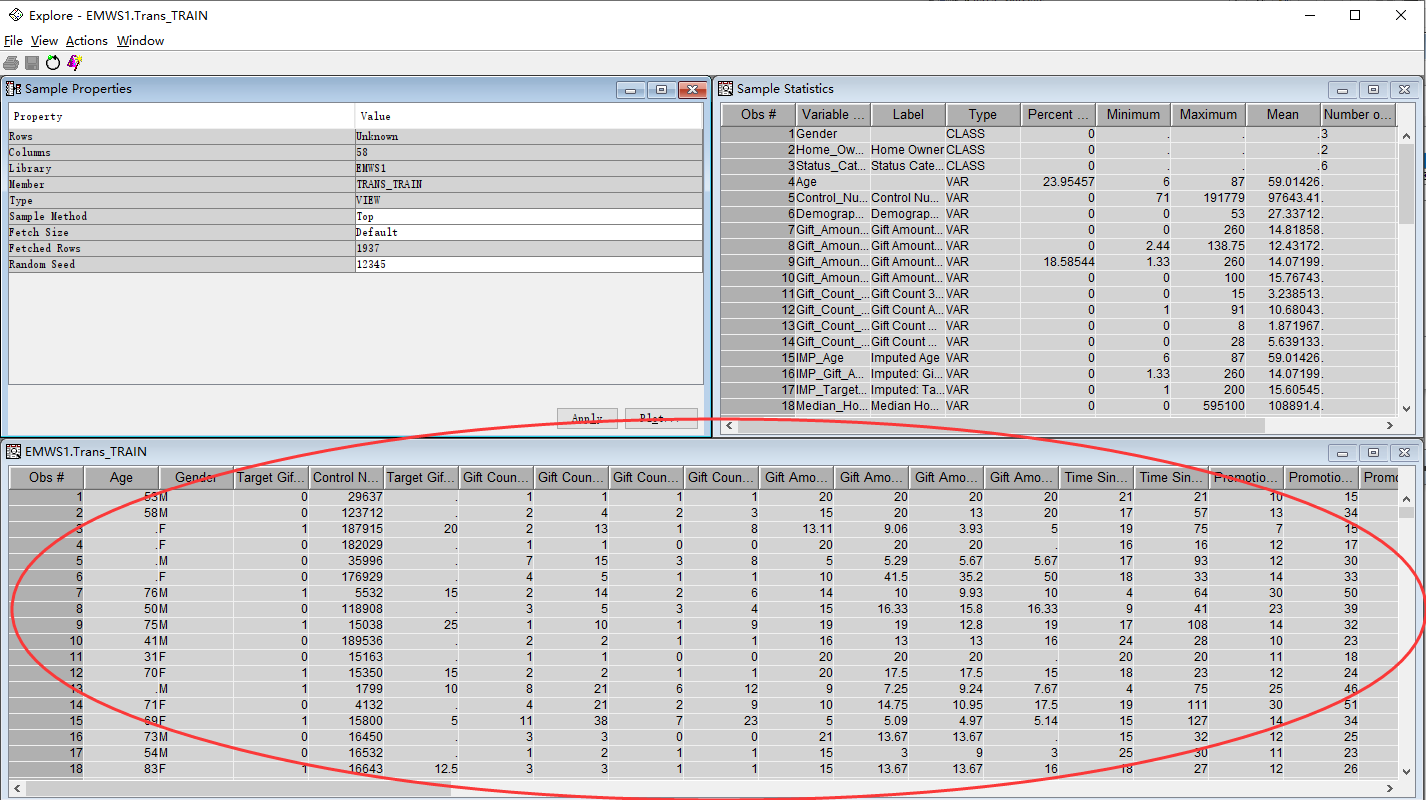 Explore - EMWS1.Trans_TRAIN
File View Actions Window
Sample Properties
Property Value
Rows Unknown
Columns 58
Library EMWS1
Member TRANS_TRAIN
Type VIEW
Sample Method Top
Fetch Size Default
Fetched Rows 1937
Random Seed 12345
Apply Plot...
Sample Statistics
Obs # Variable ... Label Type Percent ... Minimum Maximum Mean Number o...
1 Gender CLASS 0 . . . 3
2 Home_Ow... Home Owner CLASS 0 . . . 2
3 Status_Cat... Status Cate... CLASS 0 . . . 6
4 Age VAR 23.95457 6 87 59.01426 .
5 Control_Nu... Control Nu... VAR 0 71 191779 97643.41 .
6 Demograp... Demograp... VAR 0 0 53 27.33712 .
7 Gift_Amoun... Gift Amount... VAR 0 0 260 14.81858 .
8 Gift_Amoun... Gift Amount... VAR 0 2.44 138.75 12.43172 .
9 Gift_Amoun... Gift Amount... VAR 18.58544 1.33 260 14.07199 .
10 Gift_Amoun... Gift Amount... VAR 0 0 100 15.76743 .
11 Gift_Count_... Gift Count 3... VAR 0 0 15 3.238513 .
12 Gift_Count_... Gift Count A... VAR 0 1 91 10.68043 .
13 Gift_Count_... Gift Count ... VAR 0 0 8 1.871967 .
14 Gift_Count_... Gift Count ... VAR 0 0 28 5.639133 .
15 IMP_Age Imputed Age VAR 0 6 87 59.01426 .
16 IMP_Gift_A... Imputed: Gi... VAR 0 1.33 260 14.07199 .
17 IMP_Target... Imputed: Ta... VAR 0 1 200 15.60545 .
18 Median_Ho... Median Ho... VAR 0 0 595100 108891.4 .
EMWS1.Trans_TRAIN
Obs # Age Gender Target Gif... Control N... Target Gif... Gift Coun... Gift Coun... Gift Coun... Gift Coun... Gift Amo... Gift Amo... Gift Amo... Gift Amo... Time Sin... Time Sin... Promotio... Promotio... Promo
1 53 M 0 29637 . 1 1 1 1 20 20 20 20 21 21 10 15
2 58 M 0 123712 . 2 4 2 3 15 20 13 20 17 57 13 34
3 . F 1 187915 20 2 13 1 8 13.11 9.06 3.93 5 19 75 7 15
4 . F 0 182029 . 1 1 0 0 20 20 20 . 16 16 12 17
5 . M 0 35996 . 7 15 3 8 5 5.29 5.67 5.67 17 93 12 30
6 . F 0 176929 . 4 5 1 1 10 41.5 35.2 50 18 33 14 33
7 76 M 1 5532 15 2 14 2 6 14 10 9.93 10 4 64 30 50
8 50 M 0 118908 . 3 5 3 4 15 16.33 15.8 16.33 9 41 23 39
9 75 M 1 15038 25 1 10 1 9 19 19 12.8 19 17 108 14 32
10 41 M 0 189536 . 2 2 1 1 16 13 13 16 24 28 10 23
11 31 F 0 15163 . 1 1 0 0 20 20 20 . 20 20 11 18
12 70 F 1 15350 15 2 2 1 1 20 17.5 17.5 15 18 23 12 24
13 . M 1 1799 10 8 21 6 12 9 7.25 9.24 7.67 4 75 25 46
14 71 F 0 4132 . 4 21 2 9 10 14.75 10.95 17.5 19 111 30 51
15 69 F 1 15800 5 11 38 7 23 5 5.09 4.97 5.14 15 127 14 34
16 73 M 0 16450 . 3 3 0 0 21 13.67 13.67 . 15 32 12 25
17 54 M 0 16532 . 1 2 1 1 15 3 9 3 25 30 11 23
18 83 F 1 16643 12.5 3 3 1 1 15 13.67 13.67 16 18 27 12 26